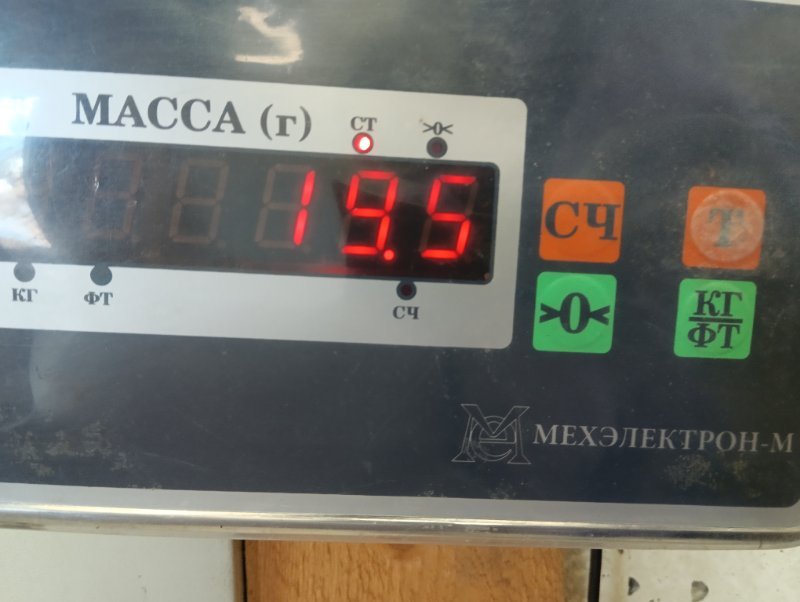 МАССА (г)
СТ
>0<
19.5
КГ
ФТ
СЧ
СЧ
Т
>0<
КГ
ФТ
МЕХЭЛЕКТРОН-М